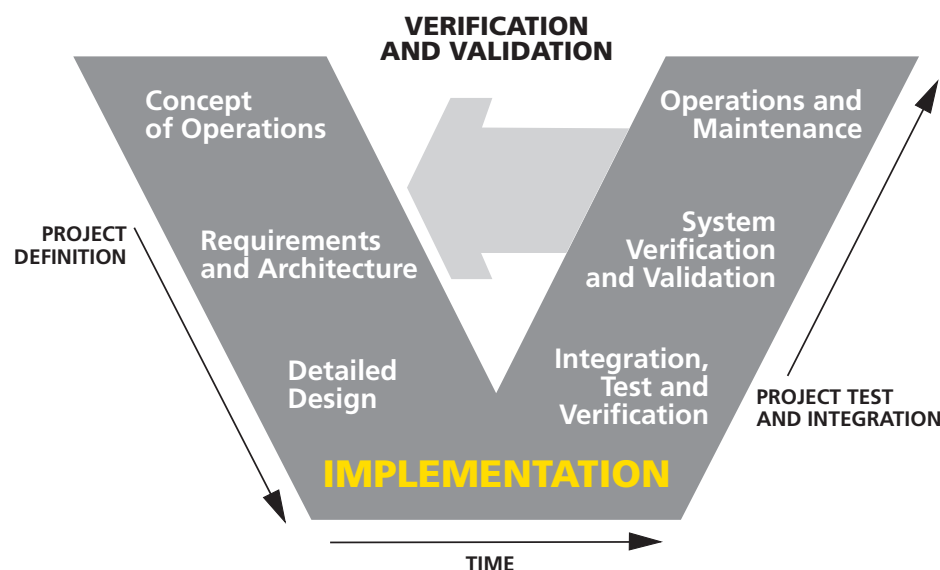 VERIFICATION
AND VALIDATION
Concept
of Operations
Operations and
Maintenance
PROJECT
DEFINITION
Requirements
and Architecture
System
Verification
and Validation
Detailed
Design
Integration,
Test and
Verification
PROJECT TEST
AND INTEGRATION
IMPLEMENTATION
TIME